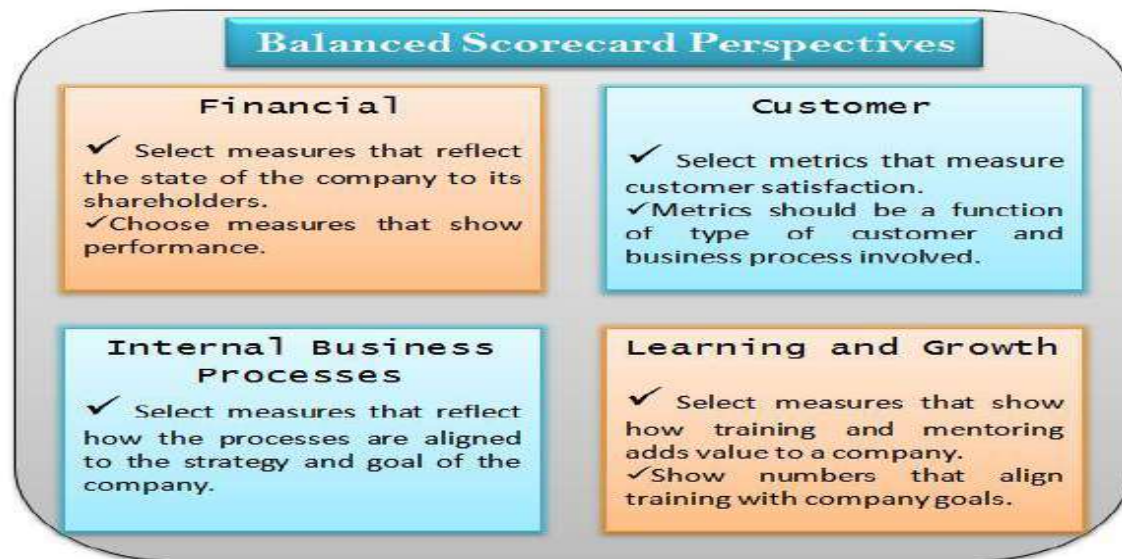 Balanced Scorecard Perspectives
Financial
✓ Select measures that reflect
the state of the company to its
shareholders.
✓Choose measures that show
performance.
Customer
✓ Select metrics that measure
customer satisfaction.
✓Metrics should be a function
of type of customer and
business process involved.
Internal Business
Processes
✓ Select measures that reflect
how the processes are aligned
to the strategy and goal of the
company.
Learning and Growth
✓ Select measures that show
how training and mentoring
adds value to a company.
✓Show numbers that align
training with company goals.